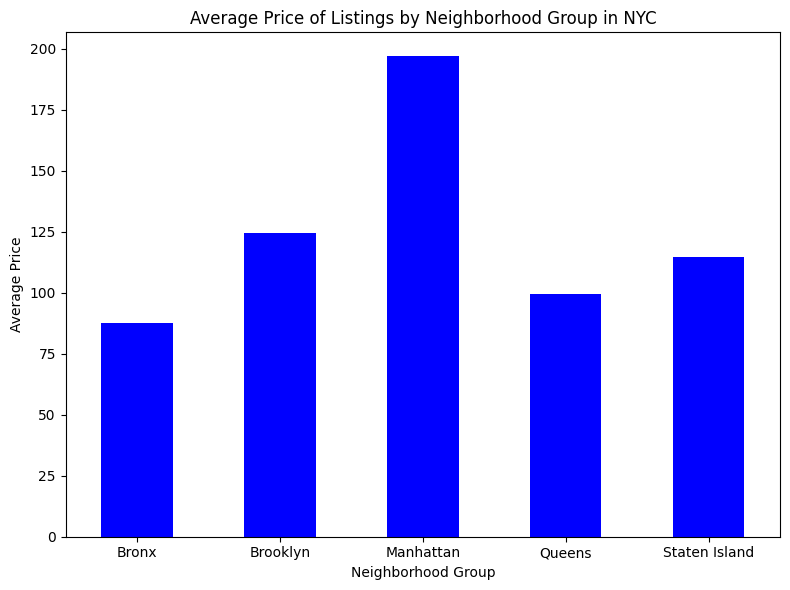 Average Price of Listings by Neighborhood Group in NYC
200
175
150
125
100
75
50
25
0
Average Price
Bronx
Brooklyn
Manhattan
Queens
Staten Island
Neighborhood Group